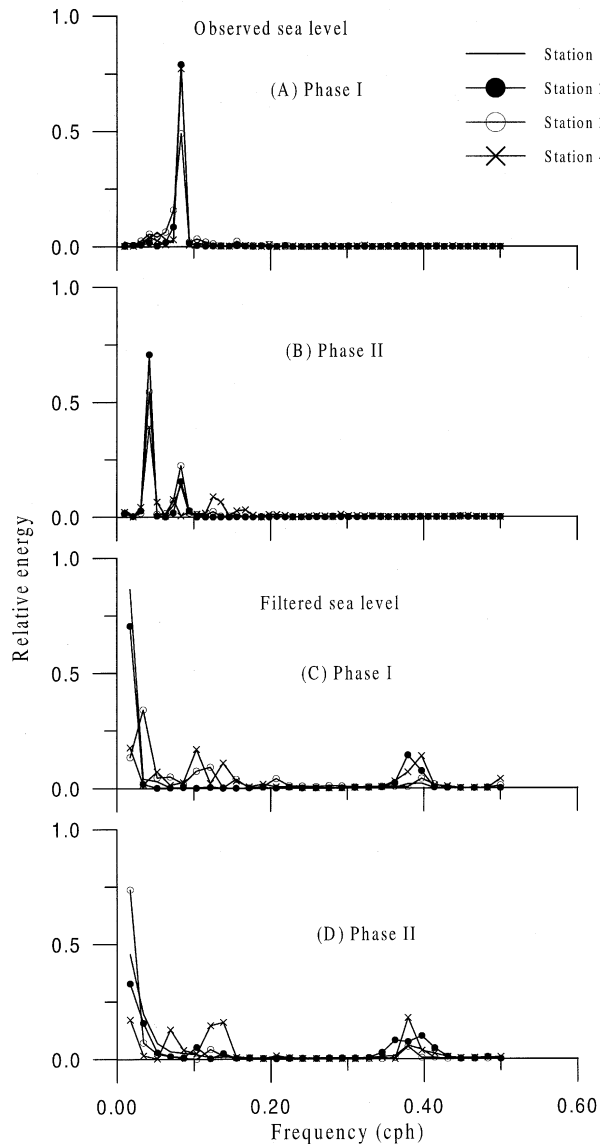 Observed sea level
(A) Phase I
Station
Station
Station
Station
1.0
0.5
0.0
(B) Phase II
1.0
0.5
0.0
Filtered sea level
(C) Phase I
1.0
0.5
0.0
(D) Phase II
1.0
0.5
0.0
Relative energy
0.00
0.20
0.40
0.60
Frequency (cph)